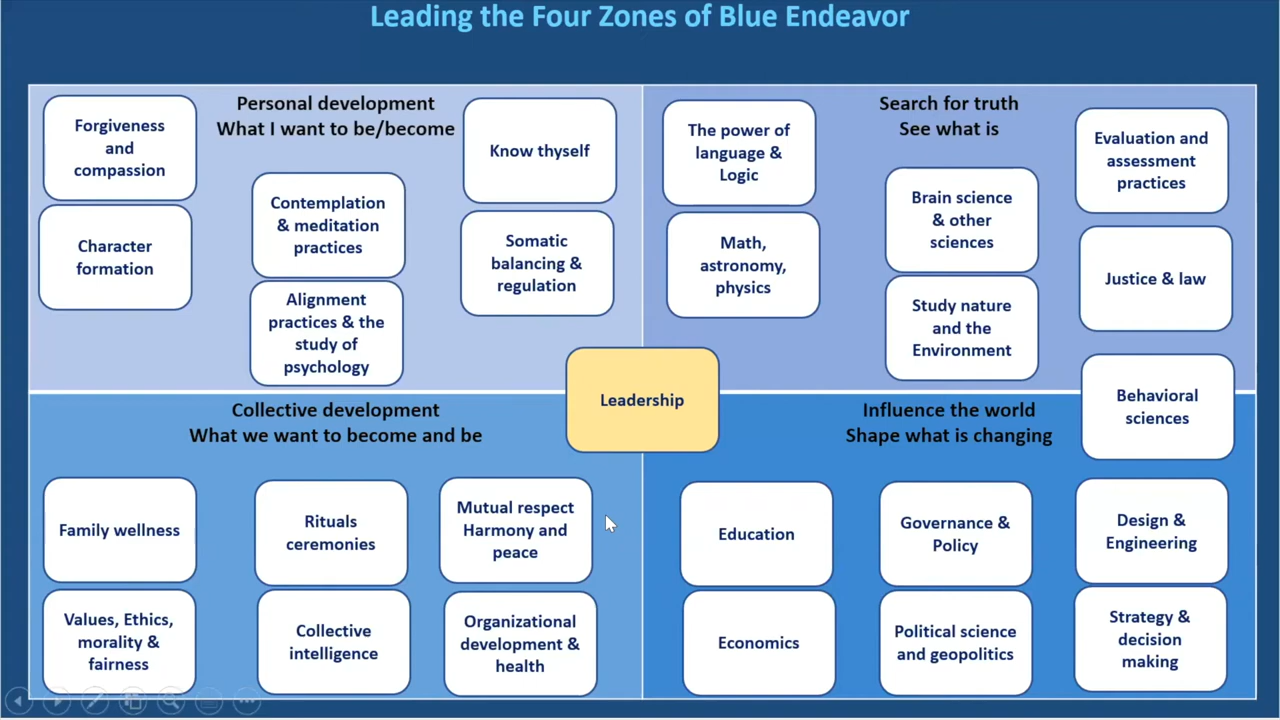 Leading the Four Zones of Blue Endeavor
Personal development
What I want to be/become
Forgiveness
and
compassion
Character
formation
Contemplation
& meditation
practices
Alignment
practices & the
study of
psychology
Know thyself
Somatic
balancing &
regulation
Search for truth
See what is
The power of
language &
Logic
Math,
astronomy,
physics
Brain science
& other
sciences
Study nature
and the
Environment
Evaluation and
assessment
practices
Justice & law
Behavioral
sciences
Leadership
Collective development
What we want to become and be
Family wellness
Values, Ethics,
morality &
fairness
Rituals
ceremonies
Collective
intelligence
Mutual respect
Harmony and
peace
Organizational
development &
health
Influence the world
Shape what is changing
Education
Economics
Governance &
Policy
Political science
and geopolitics
Design &
Engineering
Strategy &
decision
making